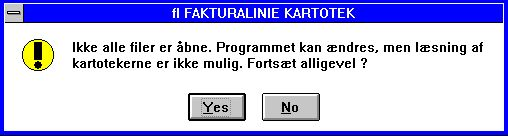 fl FAKTURALINIE KARTOTEK
Ikke alle filer er åbne. Programmet kan ændres, men læsning af
kartotekerne er ikke mulig. Fortsæt alligevel ?
Yes
No